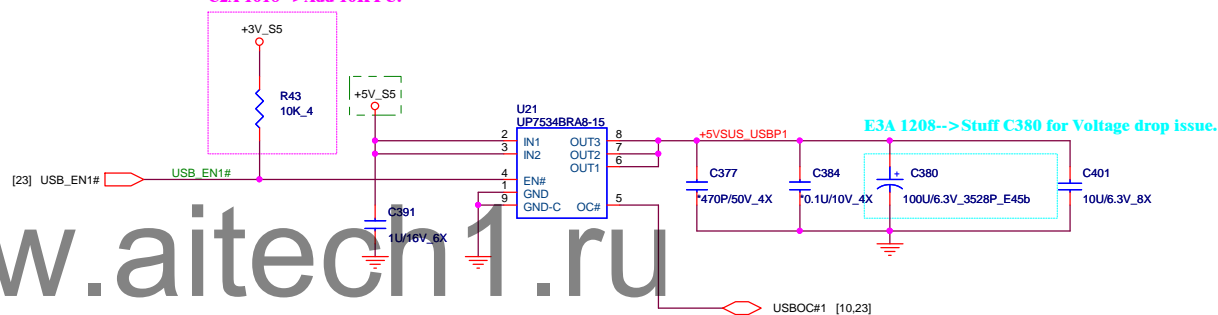 +3V_S5
R43
10K_4
+5V_S5
U21
UP7534BRA8-15
2 IN1 OUT3 8
3 IN2 OUT2 7
OUT1 6
4 EN#
1 GND
9 GND-C OC# 5
+5VSUS_USBP1
E3A 1208-->Stuff C380 for Voltage drop issue.
[23] USB_EN1# USB_EN1#
C391
1U/16V_6X
C377
*470P/50V_4X
C384
*0.1U/10V_4X
+ C380
100U/6.3V_3528P_E45b
C401
10U/6.3V_8X
w.aitech1.ru
USBOC#1 [10,23]